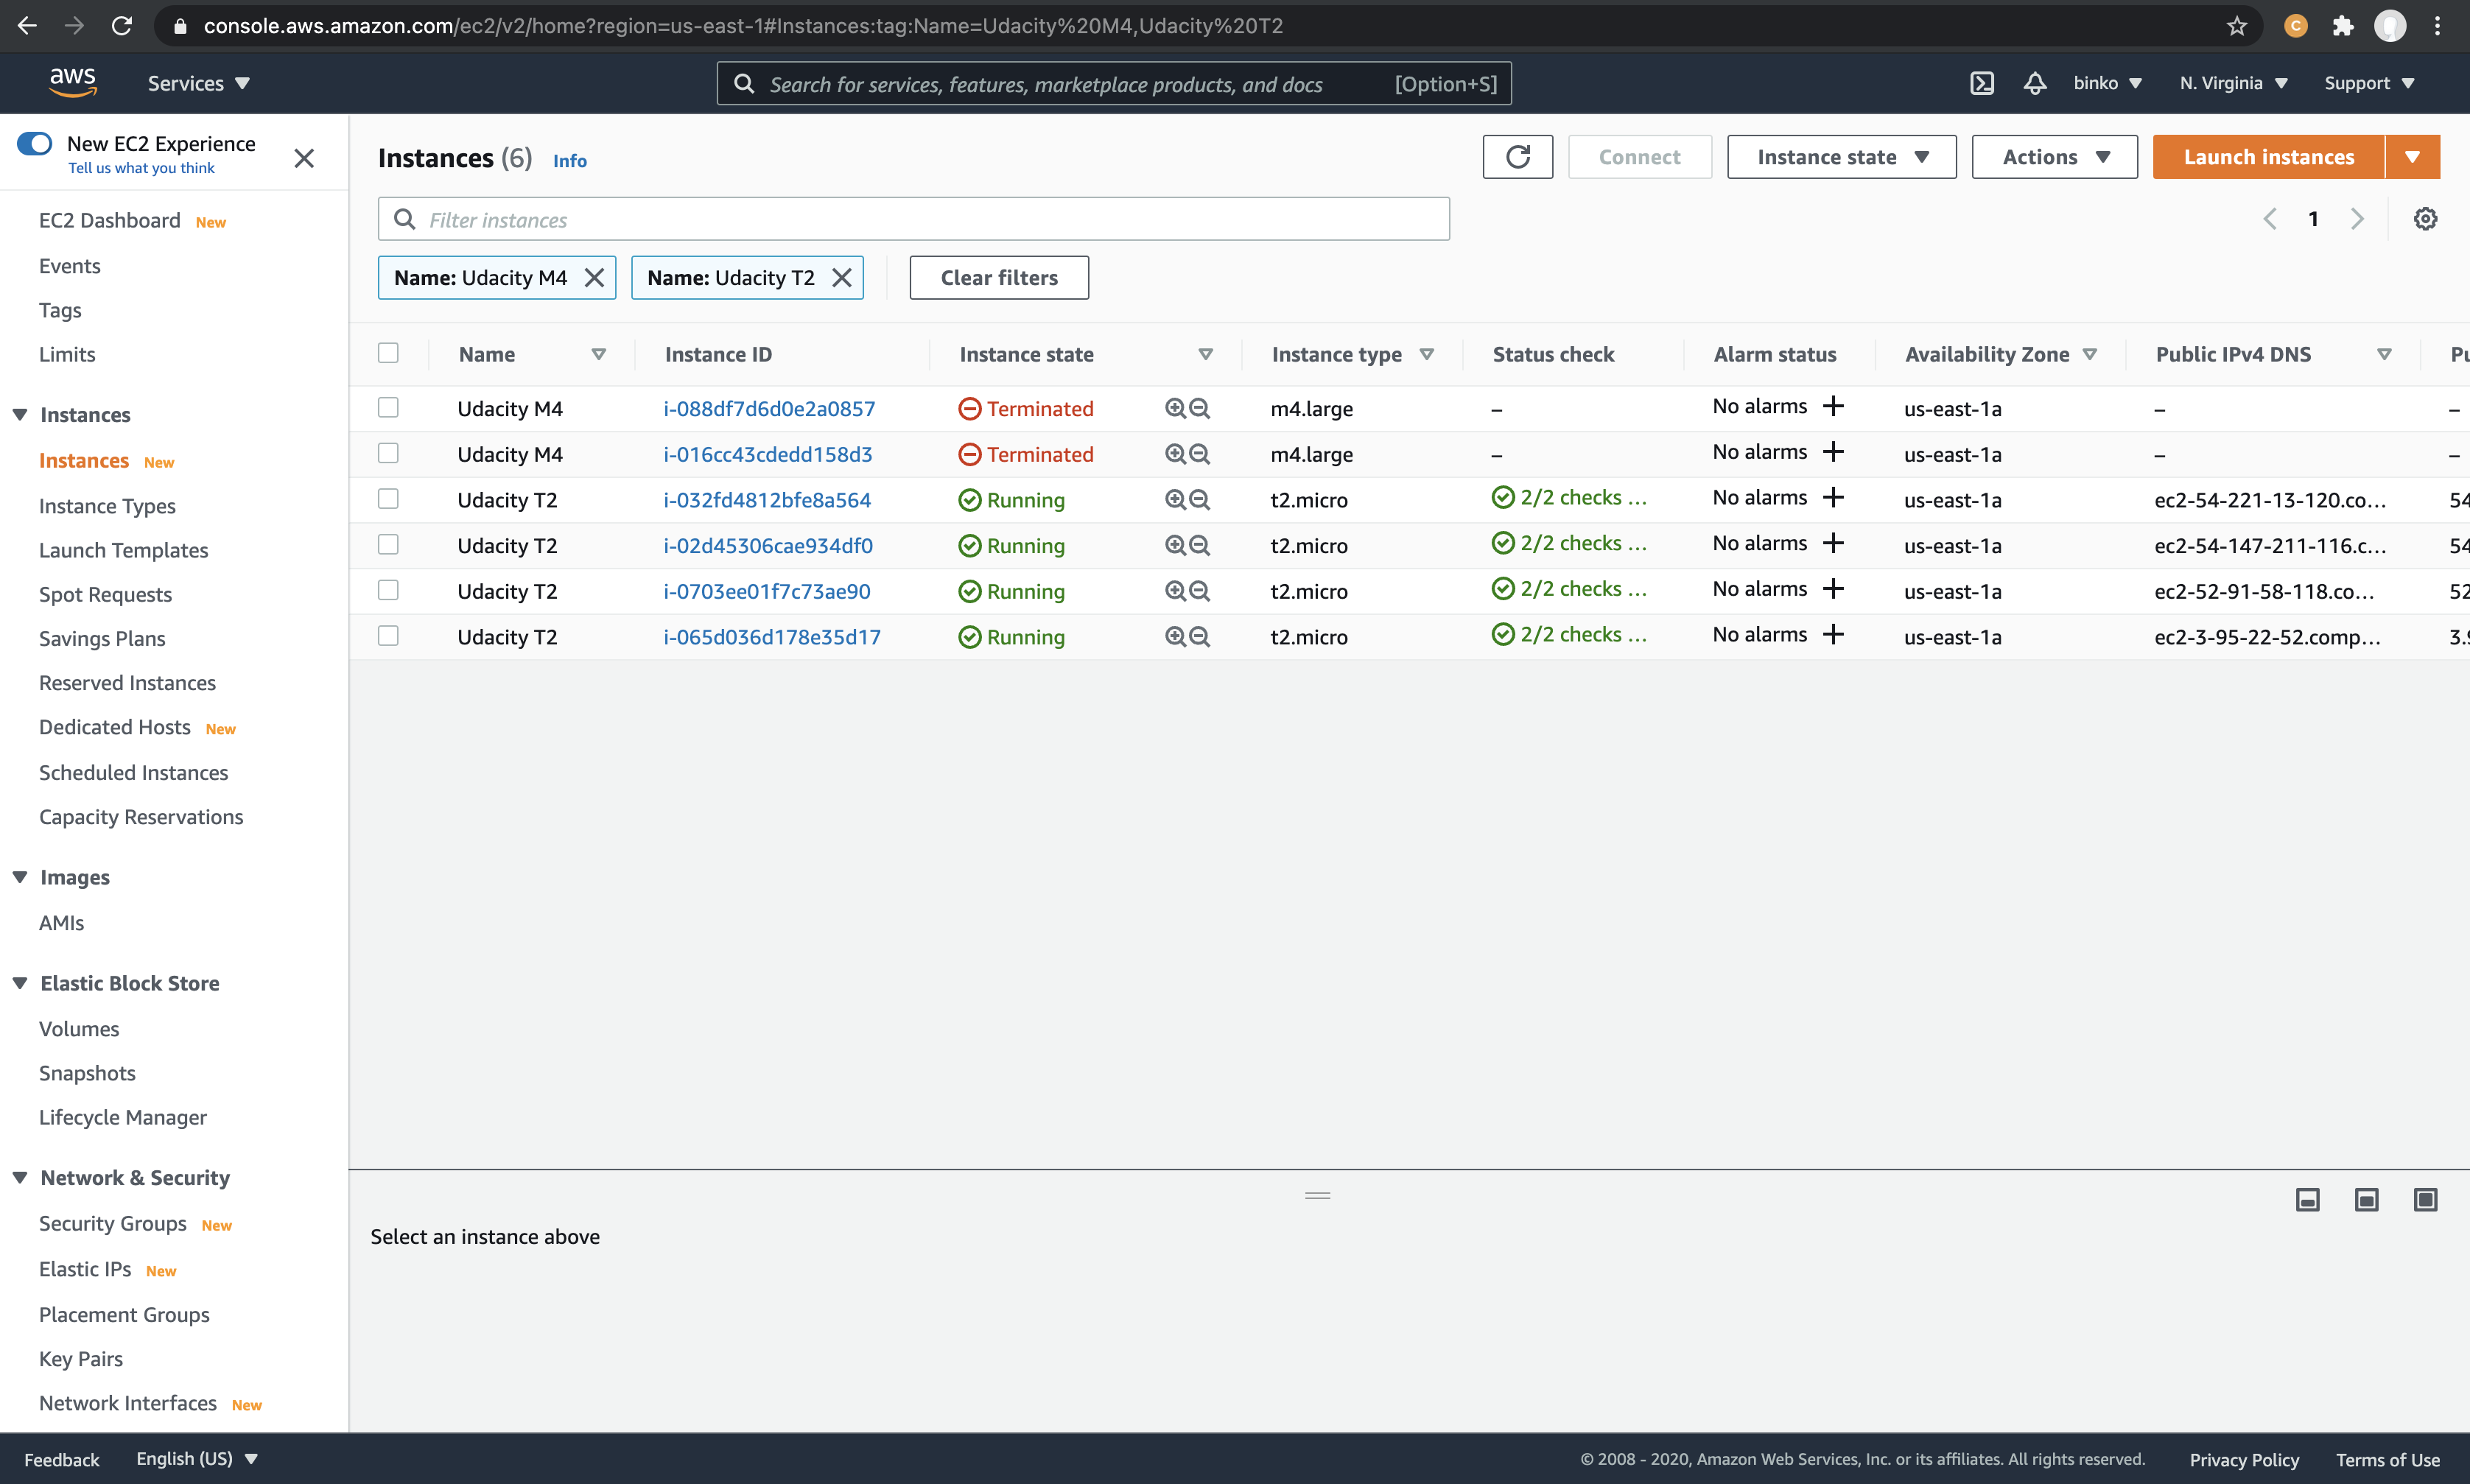 console.aws.amazon.com/ec2/v2/home?region=us-east-1#Instances:tag:Name=Udacity%20M4,Udacity%20T2
C
aws
Services
Search for services, features, marketplace products, and docs [Option+S]
binko
N. Virginia
Support
New EC2 Experience
Tell us what you think
EC2 Dashboard New
Events
Tags
Limits
Instances
Instances New
Instance Types
Launch Templates
Spot Requests
Savings Plans
Reserved Instances
Dedicated Hosts New
Scheduled Instances
Capacity Reservations
Images
AMIs
Elastic Block Store
Volumes
Snapshots
Lifecycle Manager
Network & Security
Security Groups New
Elastic IPs New
Placement Groups
Key Pairs
Network Interfaces New
Instances (6) Info
Connect
Instance state
Actions
Launch instances
Filter instances
1
Name: Udacity M4
Name: Udacity T2
Clear filters
Name Instance ID Instance state Instance type Status check Alarm status Availability Zone Public IPv4 DNS Pu
Udacity M4 i-088df7d6d0e2a0857 Terminated m4.large – No alarms + us-east-1a – –
Udacity M4 i-016cc43cdedd158d3 Terminated m4.large – No alarms + us-east-1a – –
Udacity T2 i-032fd4812bfe8a564 Running t2.micro 2/2 checks ... No alarms + us-east-1a ec2-54-221-13-120.co... 54
Udacity T2 i-02d45306cae934df0 Running t2.micro 2/2 checks ... No alarms + us-east-1a ec2-54-147-211-116.c... 54
Udacity T2 i-0703ee01f7c73ae90 Running t2.micro 2/2 checks ... No alarms + us-east-1a ec2-52-91-58-118.co... 52
Udacity T2 i-065d036d178e35d17 Running t2.micro 2/2 checks ... No alarms + us-east-1a ec2-3-95-22-52.comp... 3.9
Select an instance above
Feedback
English (US)
© 2008 - 2020, Amazon Web Services, Inc. or its affiliates. All rights reserved.
Privacy Policy
Terms of Use